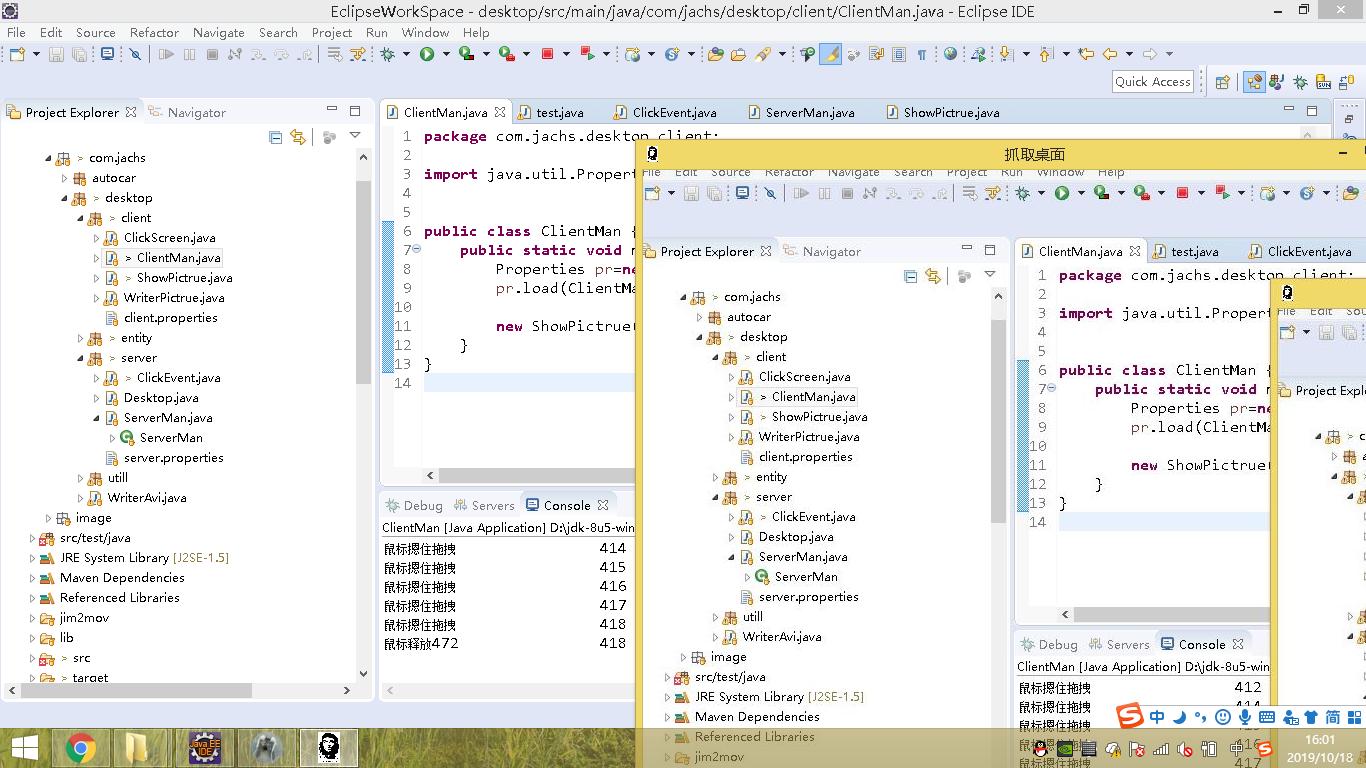 EclipseWorkSpace - desktop/src/main/java/com/jachs/desktop/client/ClientMan.java - Eclipse IDE
File Edit Source Refactor Navigate Search Project Run Window Help
Quick Access
Project Explorer Navigator
com.jachs
autocar
> desktop
> client
ClickScreen.java
> ClientMan.java
> ShowPictrue.java
WriterPictrue.java
client.properties
> entity
> server
> ClickEvent.java
Desktop.java
ServerMan.java
ServerMan
server.properties
utill
WriterAvi.java
image
src/test/java
JRE System Library [J2SE-1.5]
Maven Dependencies
Referenced Libraries
jim2mov
lib
> src
> target
ClientMan.java test.java ClickEvent.java ServerMan.java ShowPictrue.java
1 package com.jachs.desktop.client;
2
3 import java.util.Propert
4
5
6 public class ClientMan {
7 public static void m
8 Properties pr=ne
9 pr.load(ClientMa
10
11 new ShowPictrue(
12 }
13 }
14
Debug Servers Console
ClientMan [Java Application] D:\jdk-8u5-win
鼠标摁住拖拽 414
鼠标摁住拖拽 415
鼠标摁住拖拽 416
鼠标摁住拖拽 417
鼠标摁住拖拽 418
鼠标释放472 418
抓取桌面
File Edit Source Refactor Navigate Search Project Run Window Help
Project Explorer Navigator
> com.jachs
autocar
> desktop
> client
ClickScreen.java
> ClientMan.java
> ShowPictrue.java
WriterPictrue.java
client.properties
> entity
> server
> ClickEvent.java
Desktop.java
ServerMan.java
ServerMan
server.properties
utill
WriterAvi.java
image
src/test/java
JRE System Library [J2SE-1.5]
Maven Dependencies
Referenced Libraries
jim2mov
ClientMan.java test.java ClickEvent.java
1 package com.jachs.desktop.client;
2
3 import java.util.Propert
4
5
6 public class ClientMan {
7 public static void m
8 Properties pr=ne
9 pr.load(ClientMa
10
11 new ShowPictrue(
12 }
13 }
14
Debug Servers Console
ClientMan [Java Application] D:\jdk-8u5-win
鼠标摁住拖拽 412
鼠标摁住拖拽 414
鼠标摁住拖拽 415
鼠标摁住拖拽 416
鼠标摁住拖拽 417
File Edit Sou
Project Explo
中 简
中
16:01
2019/10/18